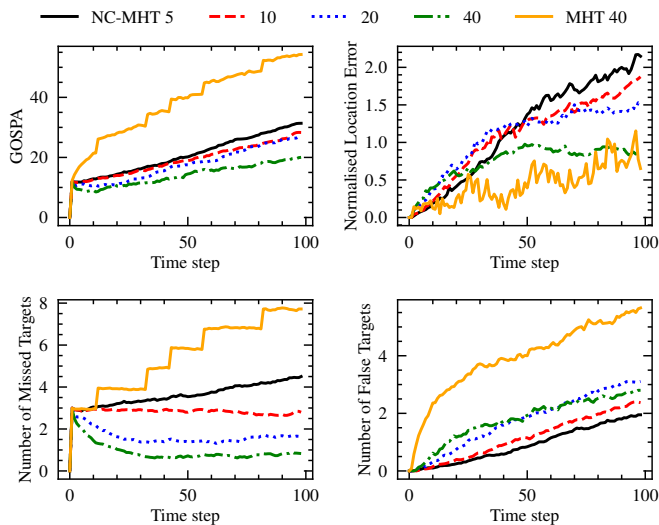 NC-MHT 5 10 20 40 MHT 40
GOSPA
40
20
0
0 50 100
Time step
Normalised Location Error
2.0
1.5
1.0
0.5
0.0
0 50 100
Time step
Number of Missed Targets
8
6
4
2
0
0 50 100
Time step
Number of False Targets
4
2
0
0 50 100
Time step